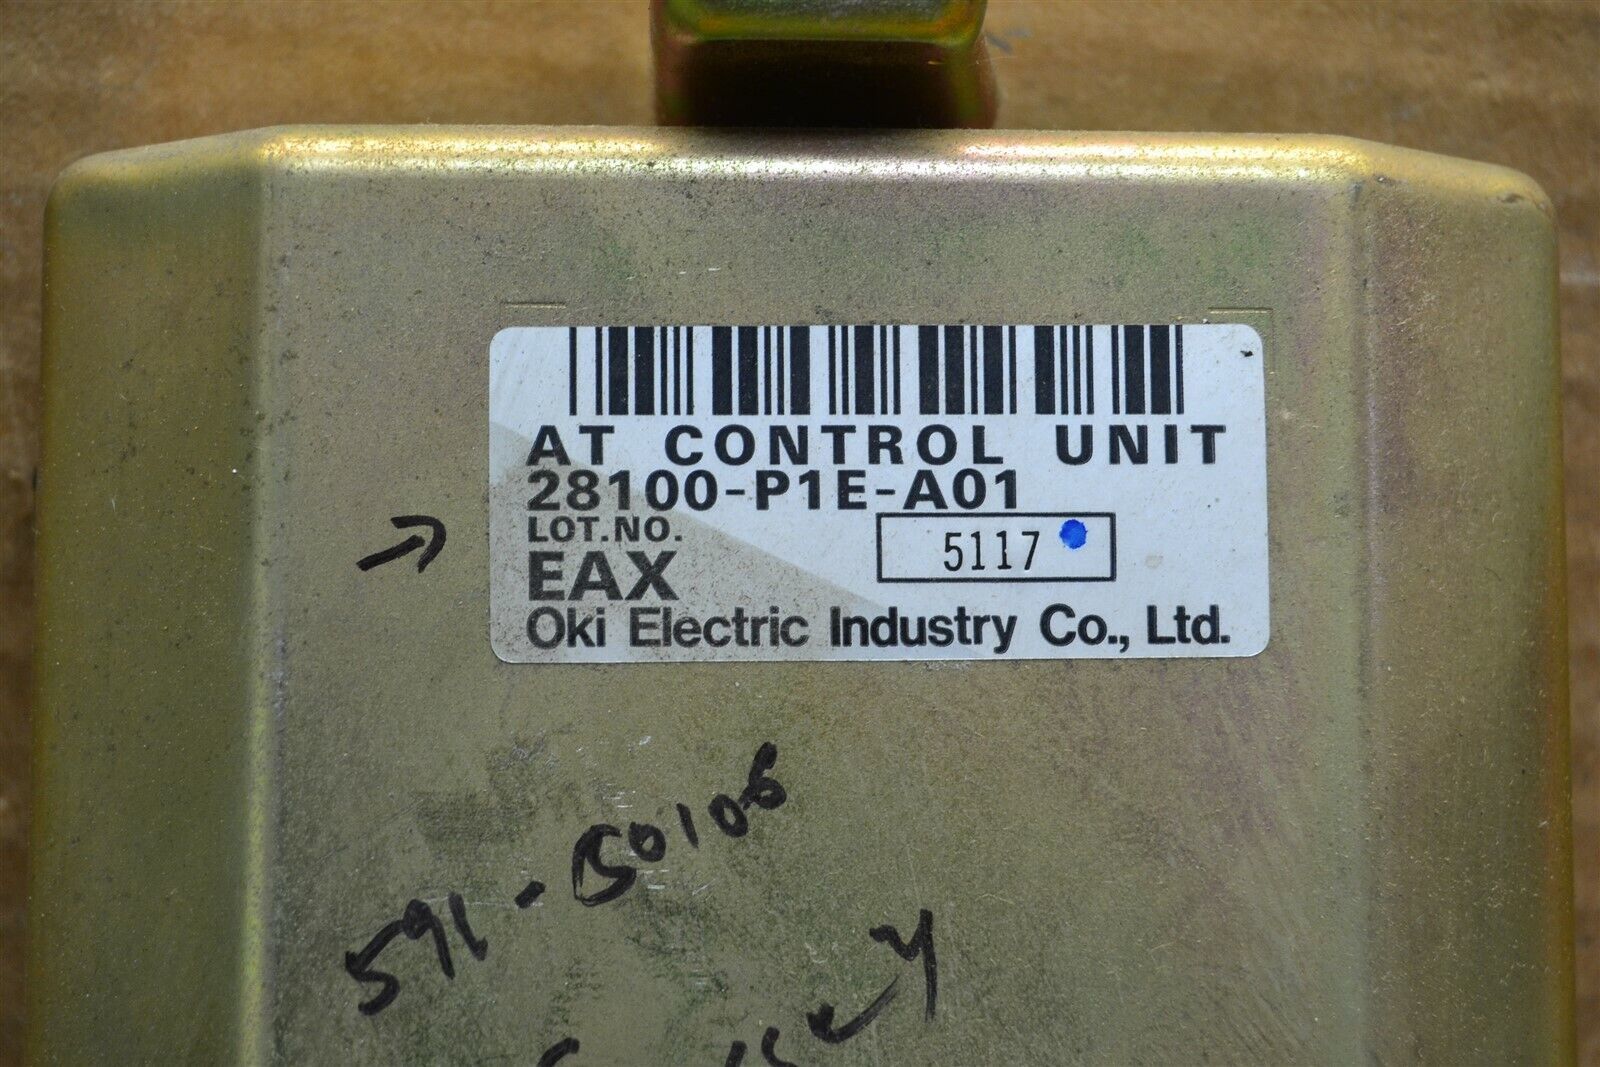 AT CONTROL UNIT
28100-P1E-A01
LOT.NO.
5117
EAX
Oki Electric Industry Co., Ltd.
591-50106